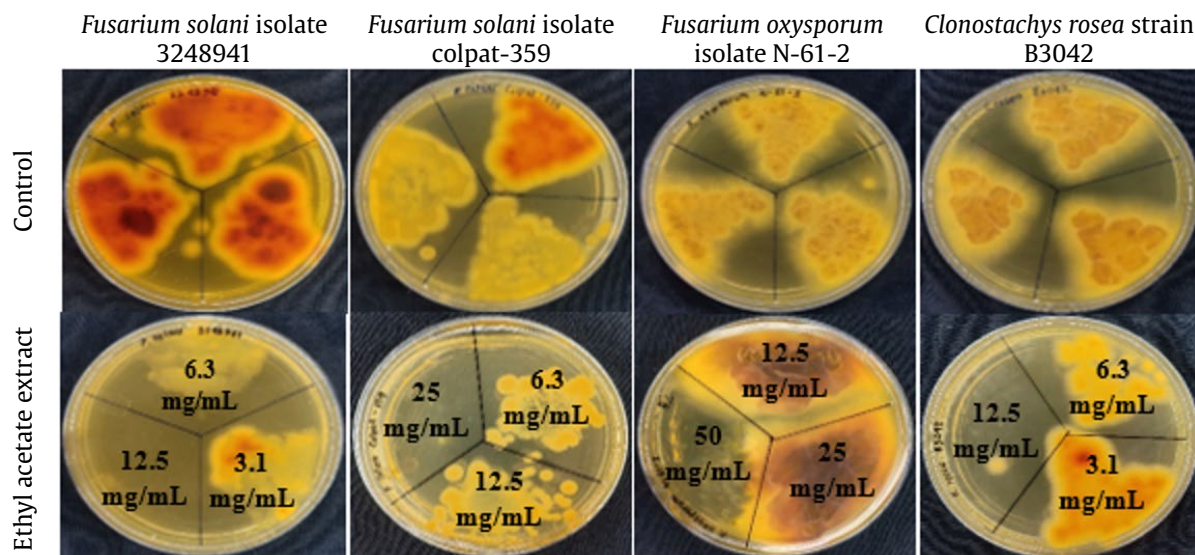 Fusarium solani isolate
3248941
Fusarium solani isolate
colpat-359
Fusarium oxysporum
isolate N-61-2
Clonostachys rosea strain
B3042
Control
Ethyl acetate extract
6.3
mg/mL
12.5
mg/mL
3.1
mg/mL
25
mg/mL
6.3
mg/mL
12.5
mg/mL
12.5
mg/mL
50
mg/mL
25
mg/mL
6.3
mg/mL
12.5
mg/mL
3.1
mg/mL